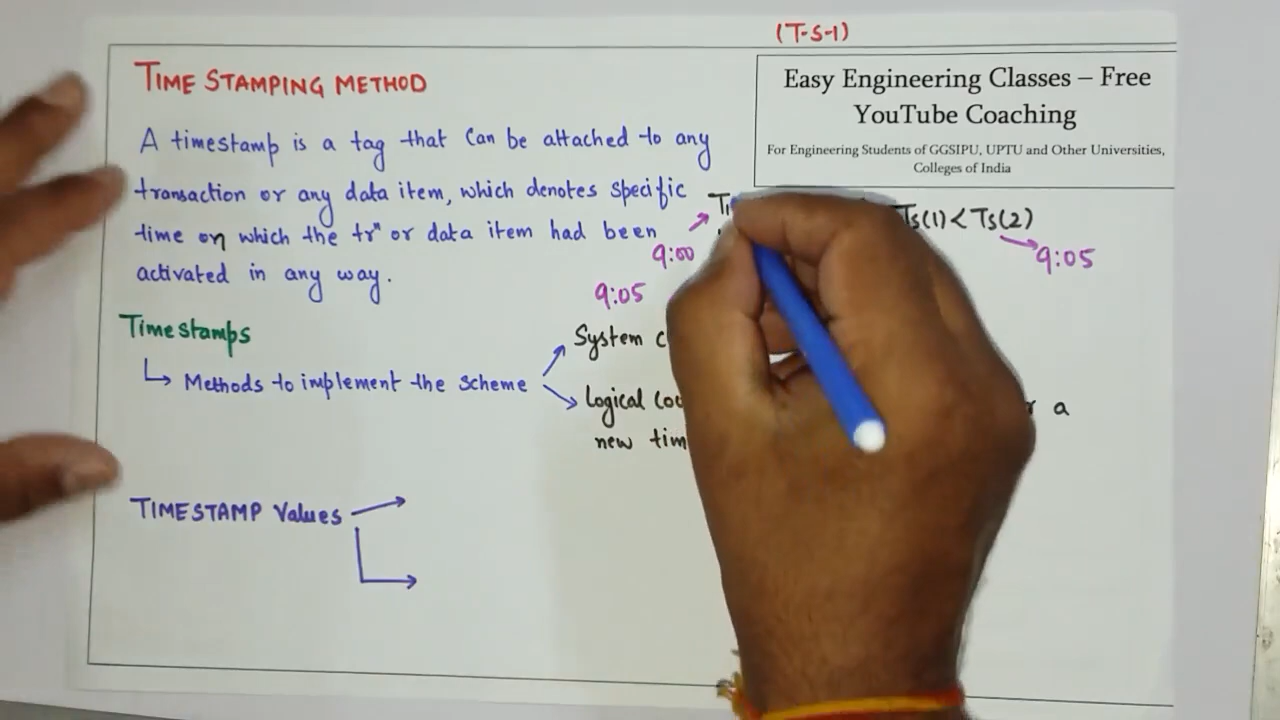 (T-S-1)
TIME STAMPING METHOD
Easy Engineering Classes – Free
YouTube Coaching
For Engineering Students of GGSIPU, UPTU and Other Universities,
Colleges of India
A timestamp is a tag that can be attached to any
transaction or any data item, which denotes specific
time on which the trⁿ or data item had been
activated in any way.
Ts(1) < Ts(2)
9:00
9:05
9:05
Timestamps
Methods to implement the scheme
System
Logical
a
new
TIMESTAMP Values